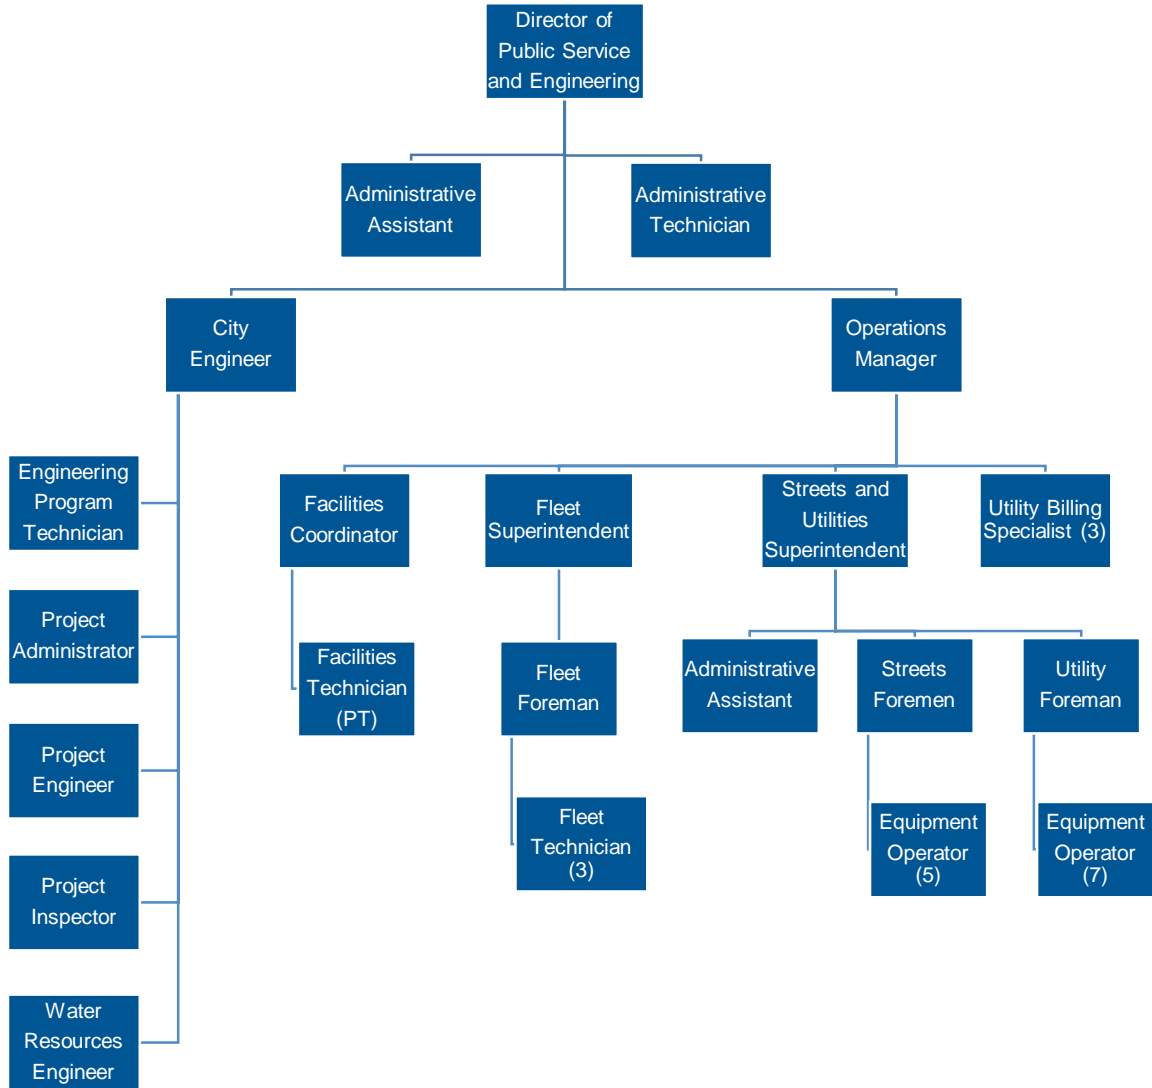 Director of
Public Service
and Engineering
Administrative
Assistant
Administrative
Technician
City
Engineer
Operations
Manager
Engineering
Program
Technician
Project
Administrator
Project
Engineer
Project
Inspector
Water
Resources
Engineer
Facilities
Coordinator
Facilities
Technician
(PT)
Fleet
Superintendent
Fleet
Foreman
Fleet
Technician
(3)
Streets and
Utilities
Superintendent
Administrative
Assistant
Streets
Foremen
Equipment
Operator
(5)
Utility
Foreman
Equipment
Operator
(7)
Utility Billing
Specialist (3)